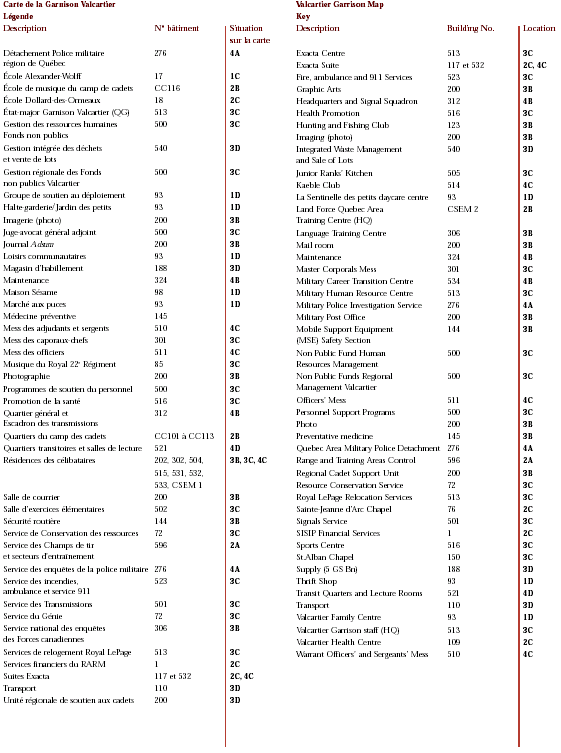 Carte de la Garnison Valcartier
Légende
Description N° bâtiment Situation
sur la carte
Détachement Police militaire 276 4A
région de Québec
École Alexander-Wolff 17 1C
École de musique du camp de cadets CC116 2B
École Dollard-des-Ormeaux 18 2C
État-major Garnison Valcartier (QG) 513 3C
Gestion des ressources humaines 500 3C
Fonds non publics
Gestion intégrée des déchets 540 3D
et vente de lots
Gestion régionale des Fonds 500 3C
non publics Valcartier
Groupe de soutien au déploiement 93 1D
Halte-garderie/Jardin des petits 93 1D
Imagerie (photo) 200 3B
Juge-avocat général adjoint 500 3C
Journal Adsum 200 3B
Loisirs communautaires 93 1D
Magasin d'habillement 188 3D
Maintenance 324 4B
Maison Sésame 98 1D
Marché aux puces 93 1D
Médecine préventive 145
Mess des adjudants et sergents 510 4C
Mess des caporaux-chefs 301 3C
Mess des officiers 511 4C
Musique du Royal 22e Régiment 85 3C
Photographie 200 3B
Programmes de soutien du personnel 500 3C
Promotion de la santé 516 3C
Quartier général et 312 4B
Escadron des transmissions
Quartiers du camp des cadets CC101 à CC113 2B
Quartiers transitoires et salles de lecture 521 4D
Résidences des célibataires 202, 302, 504, 3B, 3C, 4C
515, 531, 532,
533, CSEM 1
Salle de courrier 200 3B
Salle d'exercices élémentaires 502 3C
Sécurité routière 144 3B
Service de Conservation des ressources 72 3C
Service des Champs de tir 596 2A
et secteurs d'entraînement
Service des enquêtes de la police militaire 276 4A
Service des incendies, 523 3C
ambulance et service 911
Service des Transmissions 501 3C
Service du Génie 72 3C
Service national des enquêtes 306 3B
des Forces canadiennes
Services de relogement Royal LePage 513 3C
Services financiers du RARM 1 2C
Suites Exacta 117 et 532 2C, 4C
Transport 110 3D
Unité régionale de soutien aux cadets 200 3D
Valcartier Garrison Map
Key
Description Building No. Location
Exacta Centre 513 3C
Exacta Suite 117 et 532 2C, 4C
Fire, ambulance and 911 Services 523 3C
Graphic Arts 200 3B
Headquarters and Signal Squadron 312 4B
Health Promotion 516 3C
Hunting and Fishing Club 123 3B
Imaging (photo) 200 3B
Integrated Waste Management 540 3D
and Sale of Lots
Junior Ranks' Kitchen 505 3C
Kaeble Club 514 4C
La Sentinelle des petits daycare centre 93 1D
Land Force Quebec Area CSEM 2 2B
Training Centre (HQ)
Language Training Centre 306 3B
Mail room 200 3B
Maintenance 324 4B
Master Corporals Mess 301 3C
Military Career Transition Centre 534 4B
Military Human Resource Centre 513 3C
Military Police Investigation Service 276 4A
Military Post Office 200 3B
Mobile Support Equipment 144 3B
(MSE) Safety Section
Non Public Fund Human 500 3C
Resources Management
Non Public Funds Regional 500 3C
Management Valcartier
Officers' Mess 511 4C
Personnel Support Programs 500 3C
Photo 200 3B
Preventative medicine 145 3B
Quebec Area Military Police Detachment 276 4A
Range and Training Areas Control 596 2A
Regional Cadet Support Unit 200 3B
Resource Conservation Service 72 3C
Royal LePage Relocation Services 513 3C
Sainte-Jeanne d'Arc Chapel 76 2C
Signals Service 501 3C
SISIP Financial Services 1 2C
Sports Centre 516 3C
St.Alban Chapel 150 3C
Supply (5 GS Bn) 188 3D
Thrift Shop 93 1D
Transit Quarters and Lecture Rooms 521 4D
Transport 110 3D
Valcartier Family Centre 93 1D
Valcartier Garrison staff (HQ) 513 3C
Valcartier Health Centre 109 2C
Warrant Officers' and Sergeants' Mess 510 4C